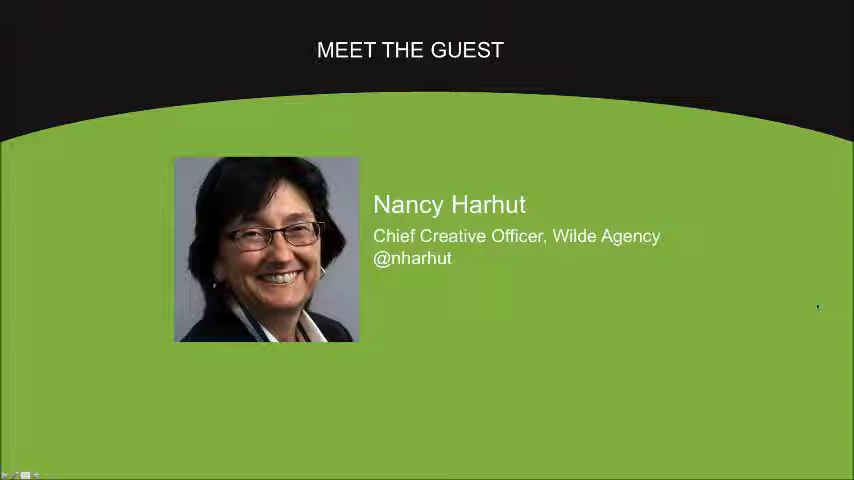 MEET THE GUEST
Nancy Harhut
Chief Creative Officer, Wilde Agency
@nharhut